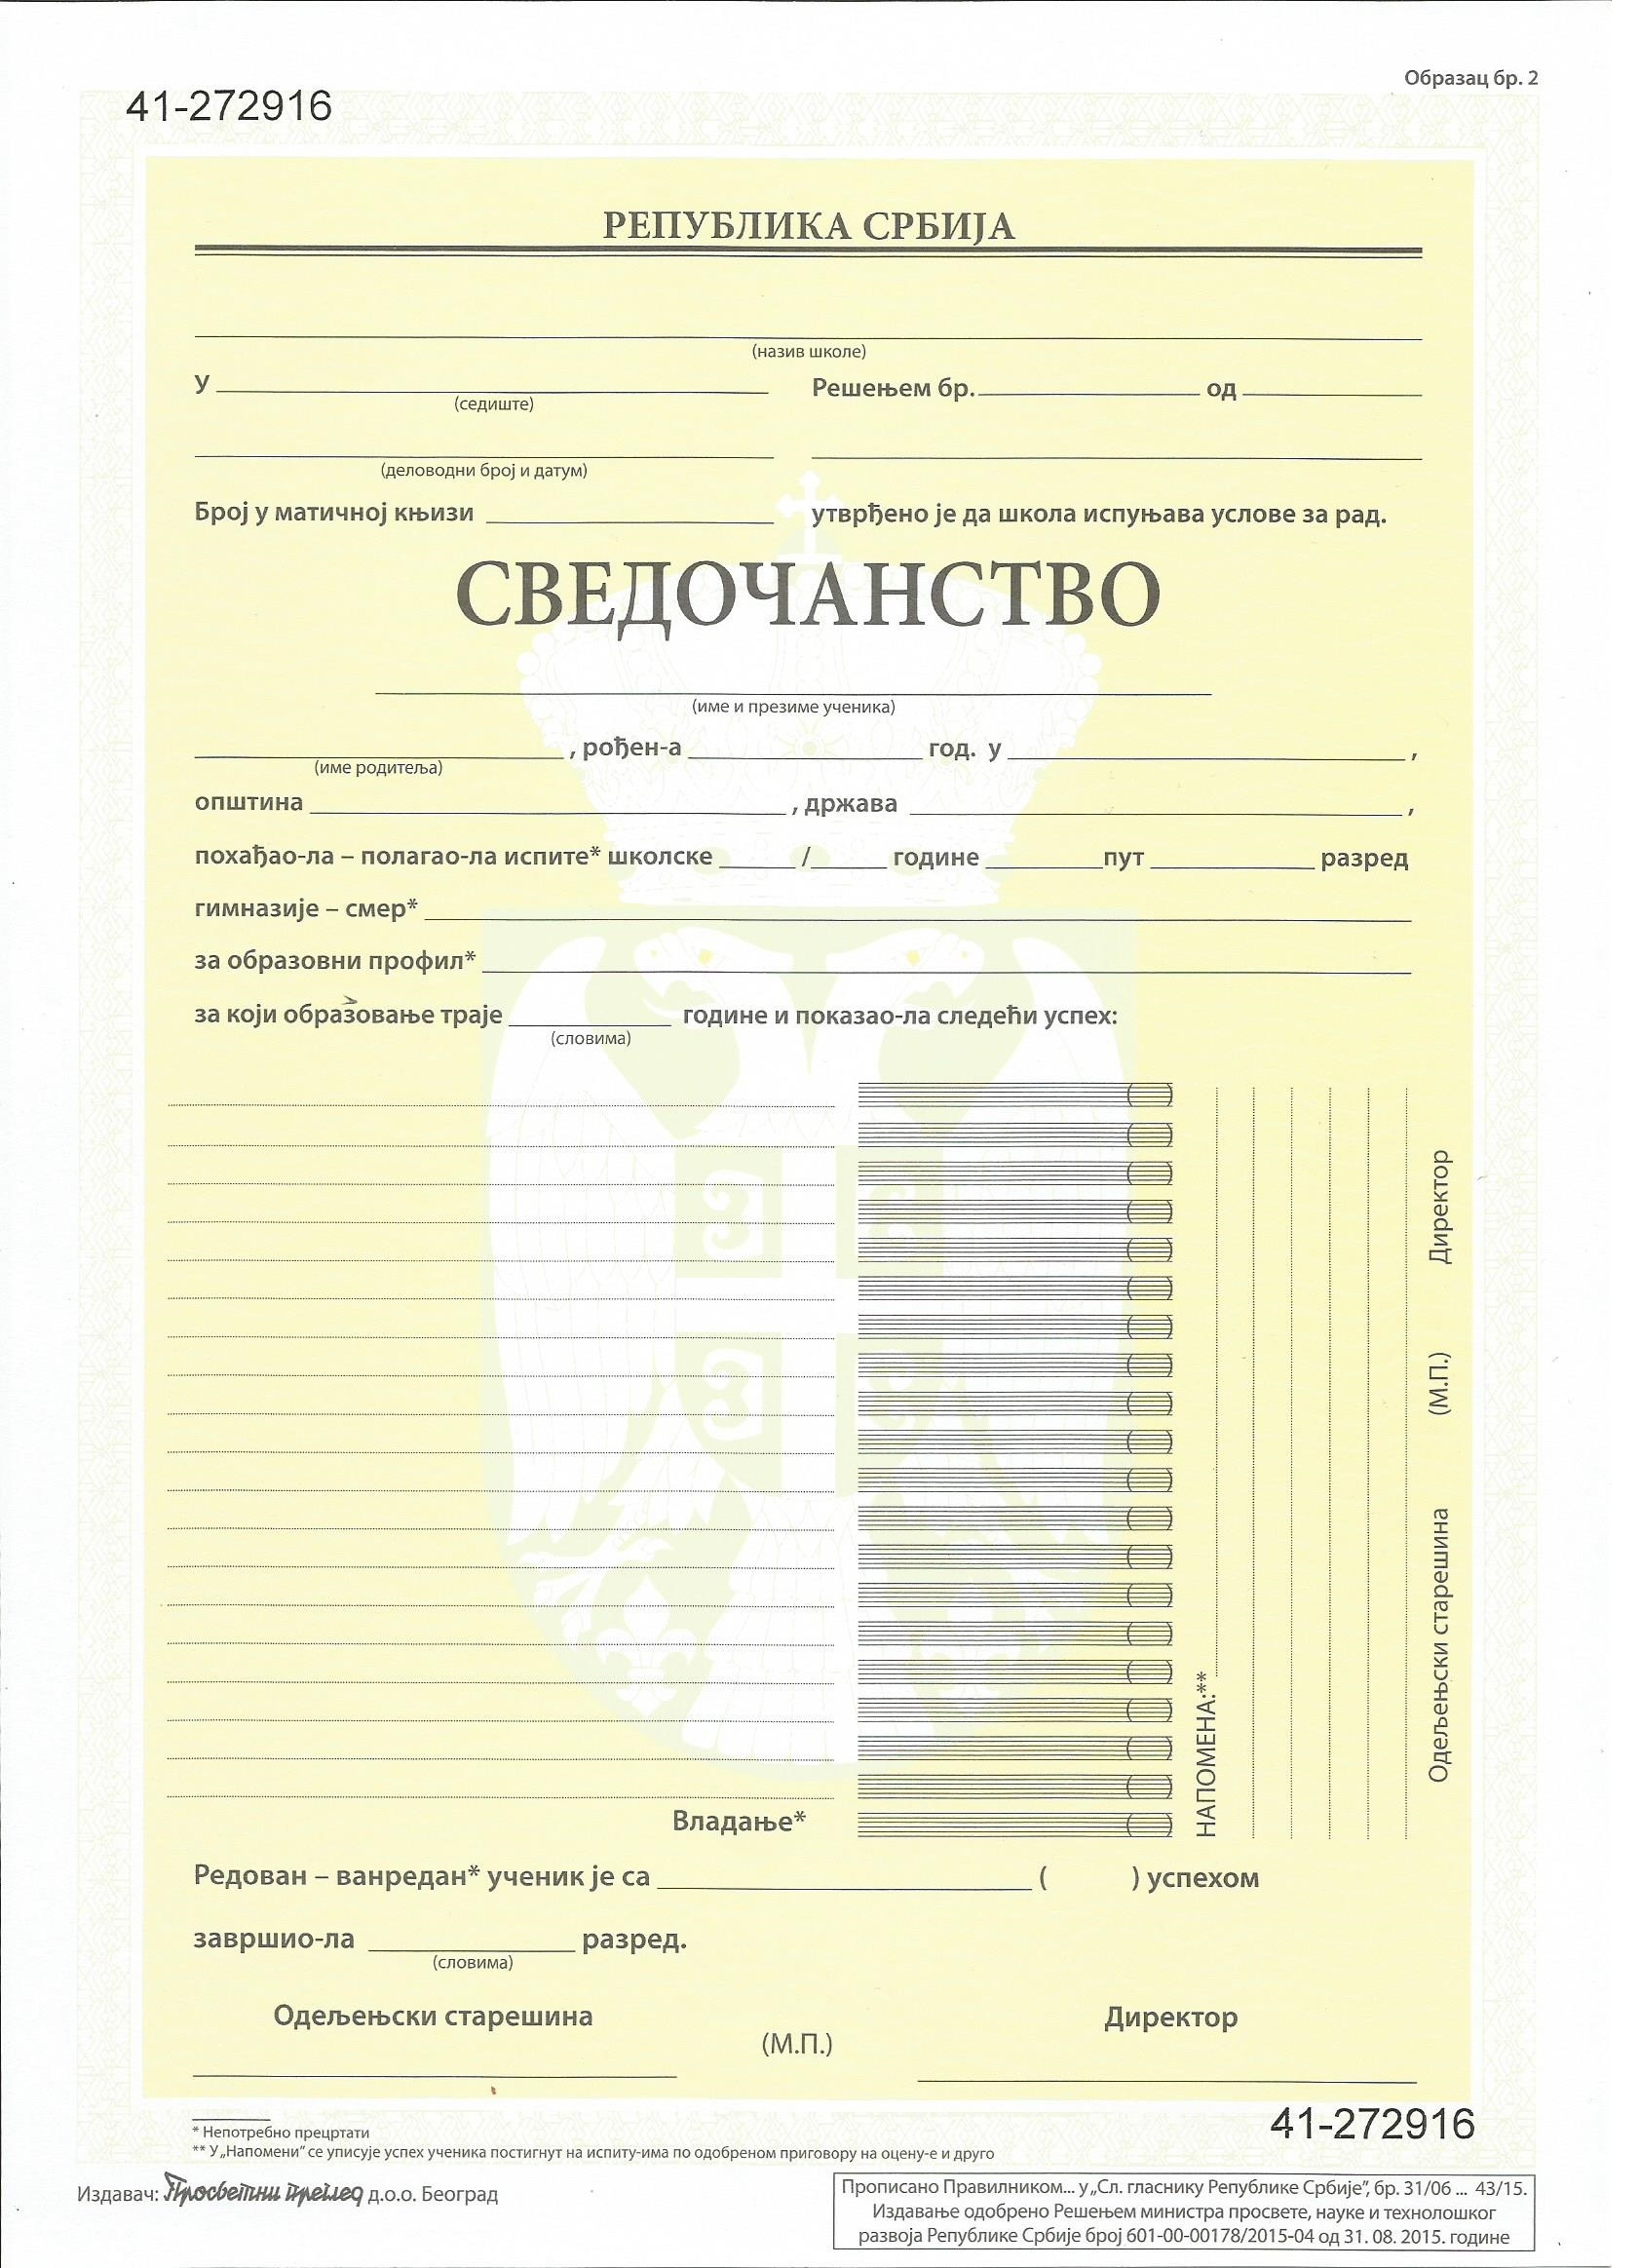 Образац бр. 2
41-272916
РЕПУБЛИКА СРБИЈА
(назив школе)
У Решењем бр. од
(седиште)
(деловодни број и датум)
Број у матичној књизи утврђено је да школа испуњава услове за рад.
СВЕДОЧАНСТВО
(име и презиме ученика)
, рођен-а год. у ,
(име родитеља)
општина , држава ,
похађао-ла – полагао-ла испите* школске / године пут разред
гимназије – смер*
за образовни профил*
за који образовање траје године и показао-ла следећи успех:
(словима)
НАПОМЕНА:**
Одељењски старешина (М.П.) Директор
Владање*
Редован – ванредан* ученик је са ( ) успехом
завршио-ла разред.
(словима)
Одељењски старешина Директор
(М.П.)
41-272916
* Непотребно прецртати
** У „Напомени" се уписује успех ученика постигнут на испиту-има по одобреном приговору на оцену-е и друго
Издавач: Просветни преглед д.о.о. Београд
Прописано Правилником... у „Сл. гласнику Републике Србије", бр. 31/06 ... 43/15.
Издавање одобрено Решењем министра просвете, науке и технолошког
развоја Републике Србије број 601-00-00178/2015-04 од 31. 08. 2015. године